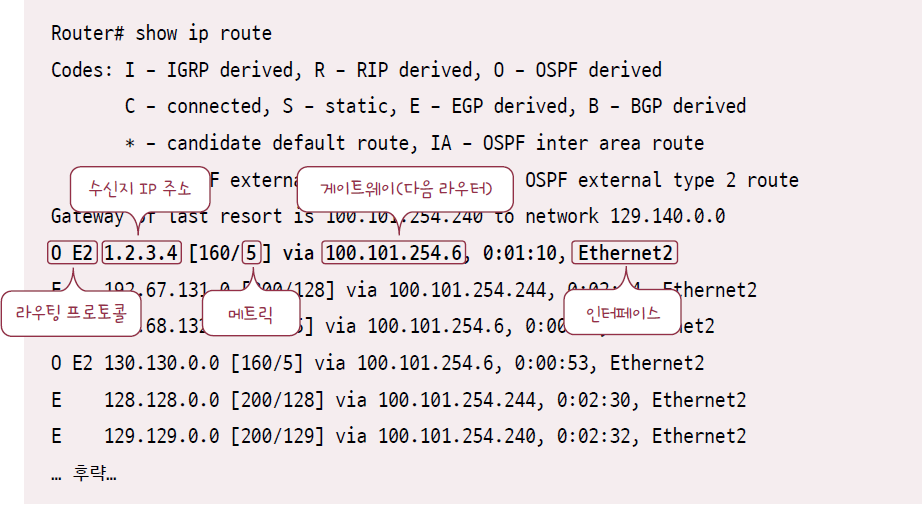 Router# show ip route
Codes: I - IGRP derived, R - RIP derived, O - OSPF derived
C - connected, S - static, E - EGP derived, B - BGP derived
* - candidate default route, IA - OSPF inter area route
수신지 IP 주소
게이트웨이(다음 라우터)
F OSPF external type 2 route
Gateway of last resort is 100.101.254.240 to network 129.140.0.0
O E2 1.2.3.4 [160/5] via 100.101.254.6, 0:01:10, Ethernet2
E 192.67.131.0 [200/128] via 100.101.254.244, Ethernet2
라우팅 프로토콜
메트릭
인터페이스
via 100.101.254.6,
O E2 130.130.0.0 [160/5] via 100.101.254.6, 0:00:53, Ethernet2
E 128.128.0.0 [200/128] via 100.101.254.244, 0:02:30, Ethernet2
E 129.129.0.0 [200/129] via 100.101.254.240, 0:02:32, Ethernet2
… 후략…